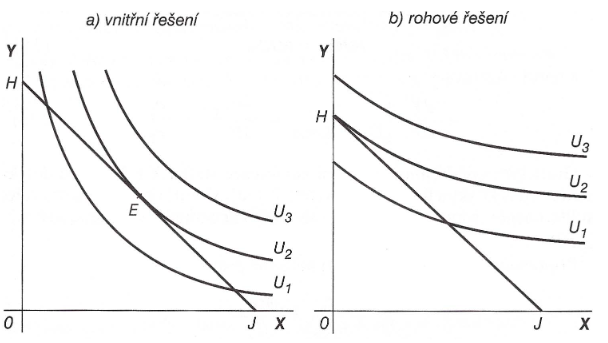 a) vnitřní řešení
Y
H
E
U3
U2
U1
0
J
X
b) rohové řešení
Y
H
U3
U2
U1
0
J
X